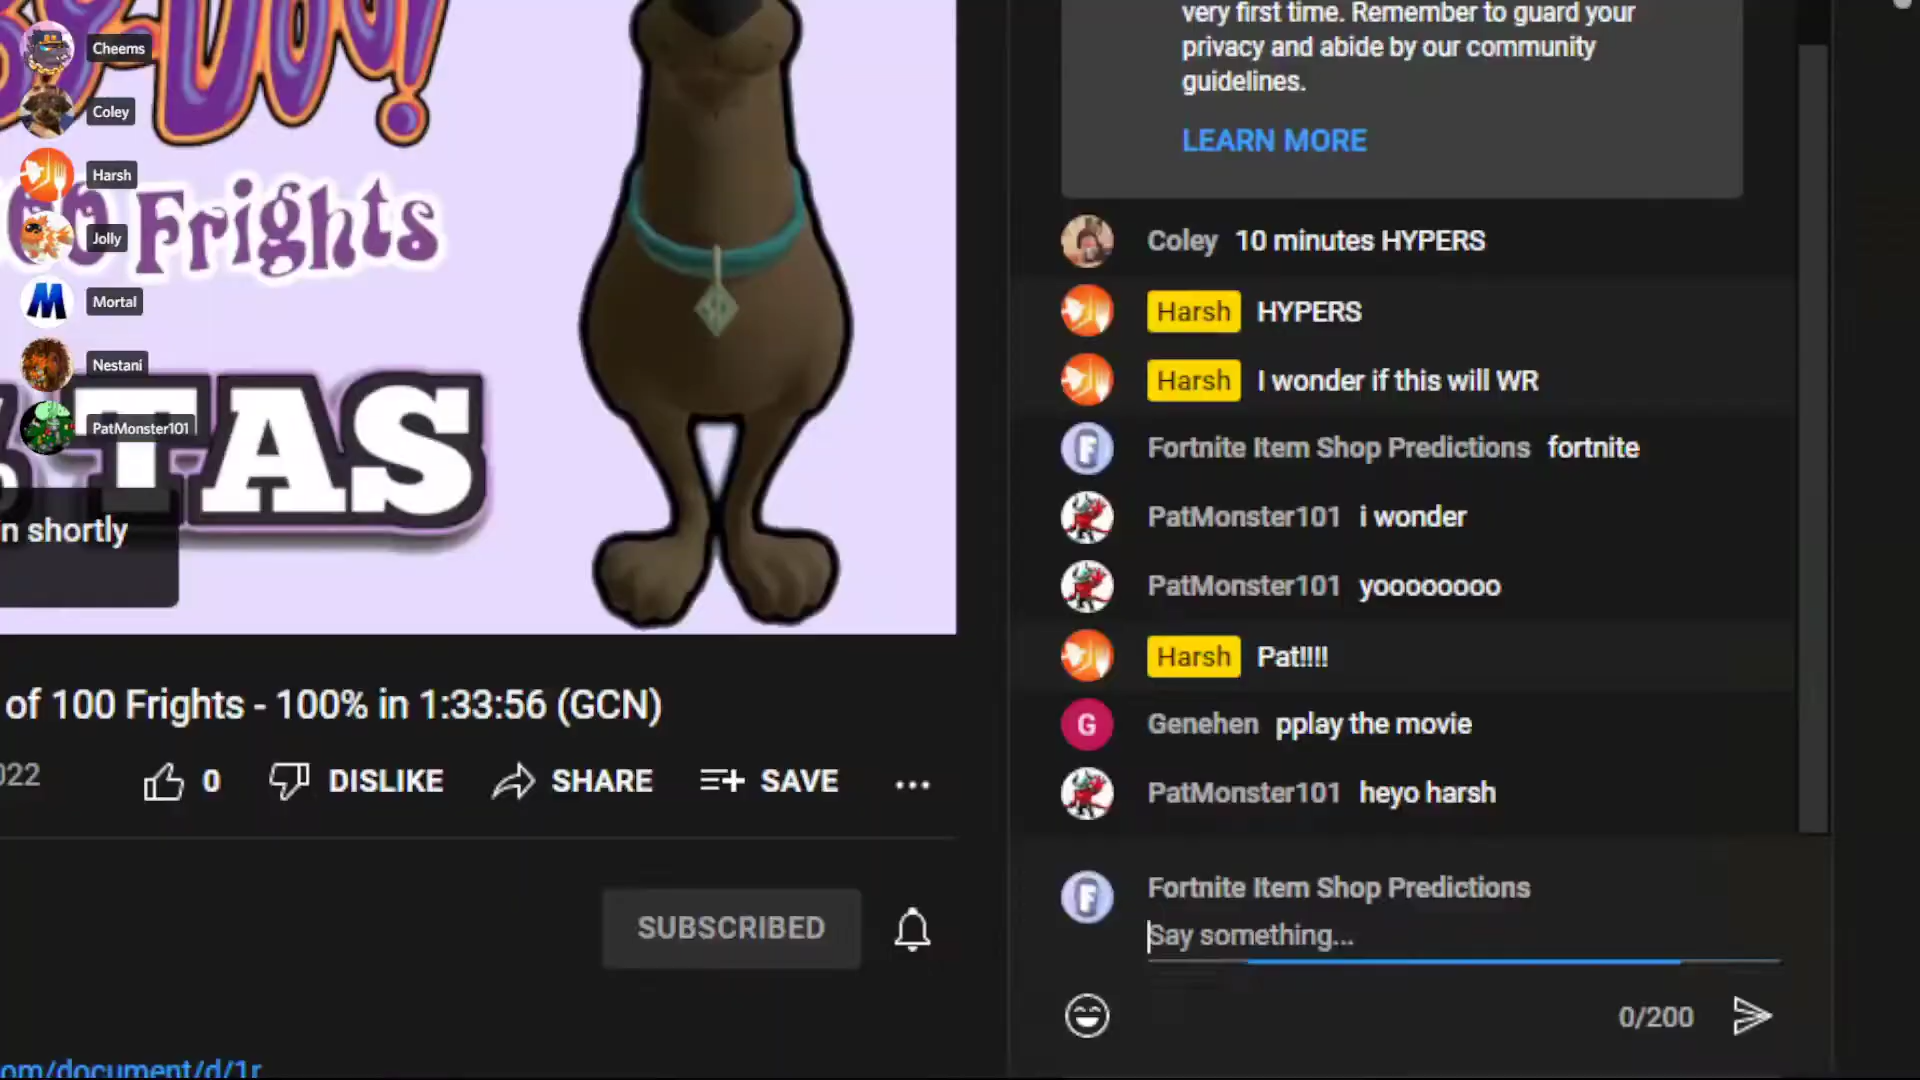 Cheems
Coley
Harsh
Jolly
Mortal
Nestani
PatMonster101
Frights
TAS
n shortly
of 100 Frights - 100% in 1:33:56 (GCN)
022
0
DISLIKE
SHARE
SAVE
SUBSCRIBED
om/document/d/1r
very first time. Remember to guard your
privacy and abide by our community
guidelines.
LEARN MORE
Coley 10 minutes HYPERS
Harsh HYPERS
Harsh I wonder if this will WR
Fortnite Item Shop Predictions fortnite
PatMonster101 i wonder
PatMonster101 yoooooooo
Harsh Pat!!!!
G Genehen pplay the movie
PatMonster101 heyo harsh
Fortnite Item Shop Predictions
Say something...
0/200